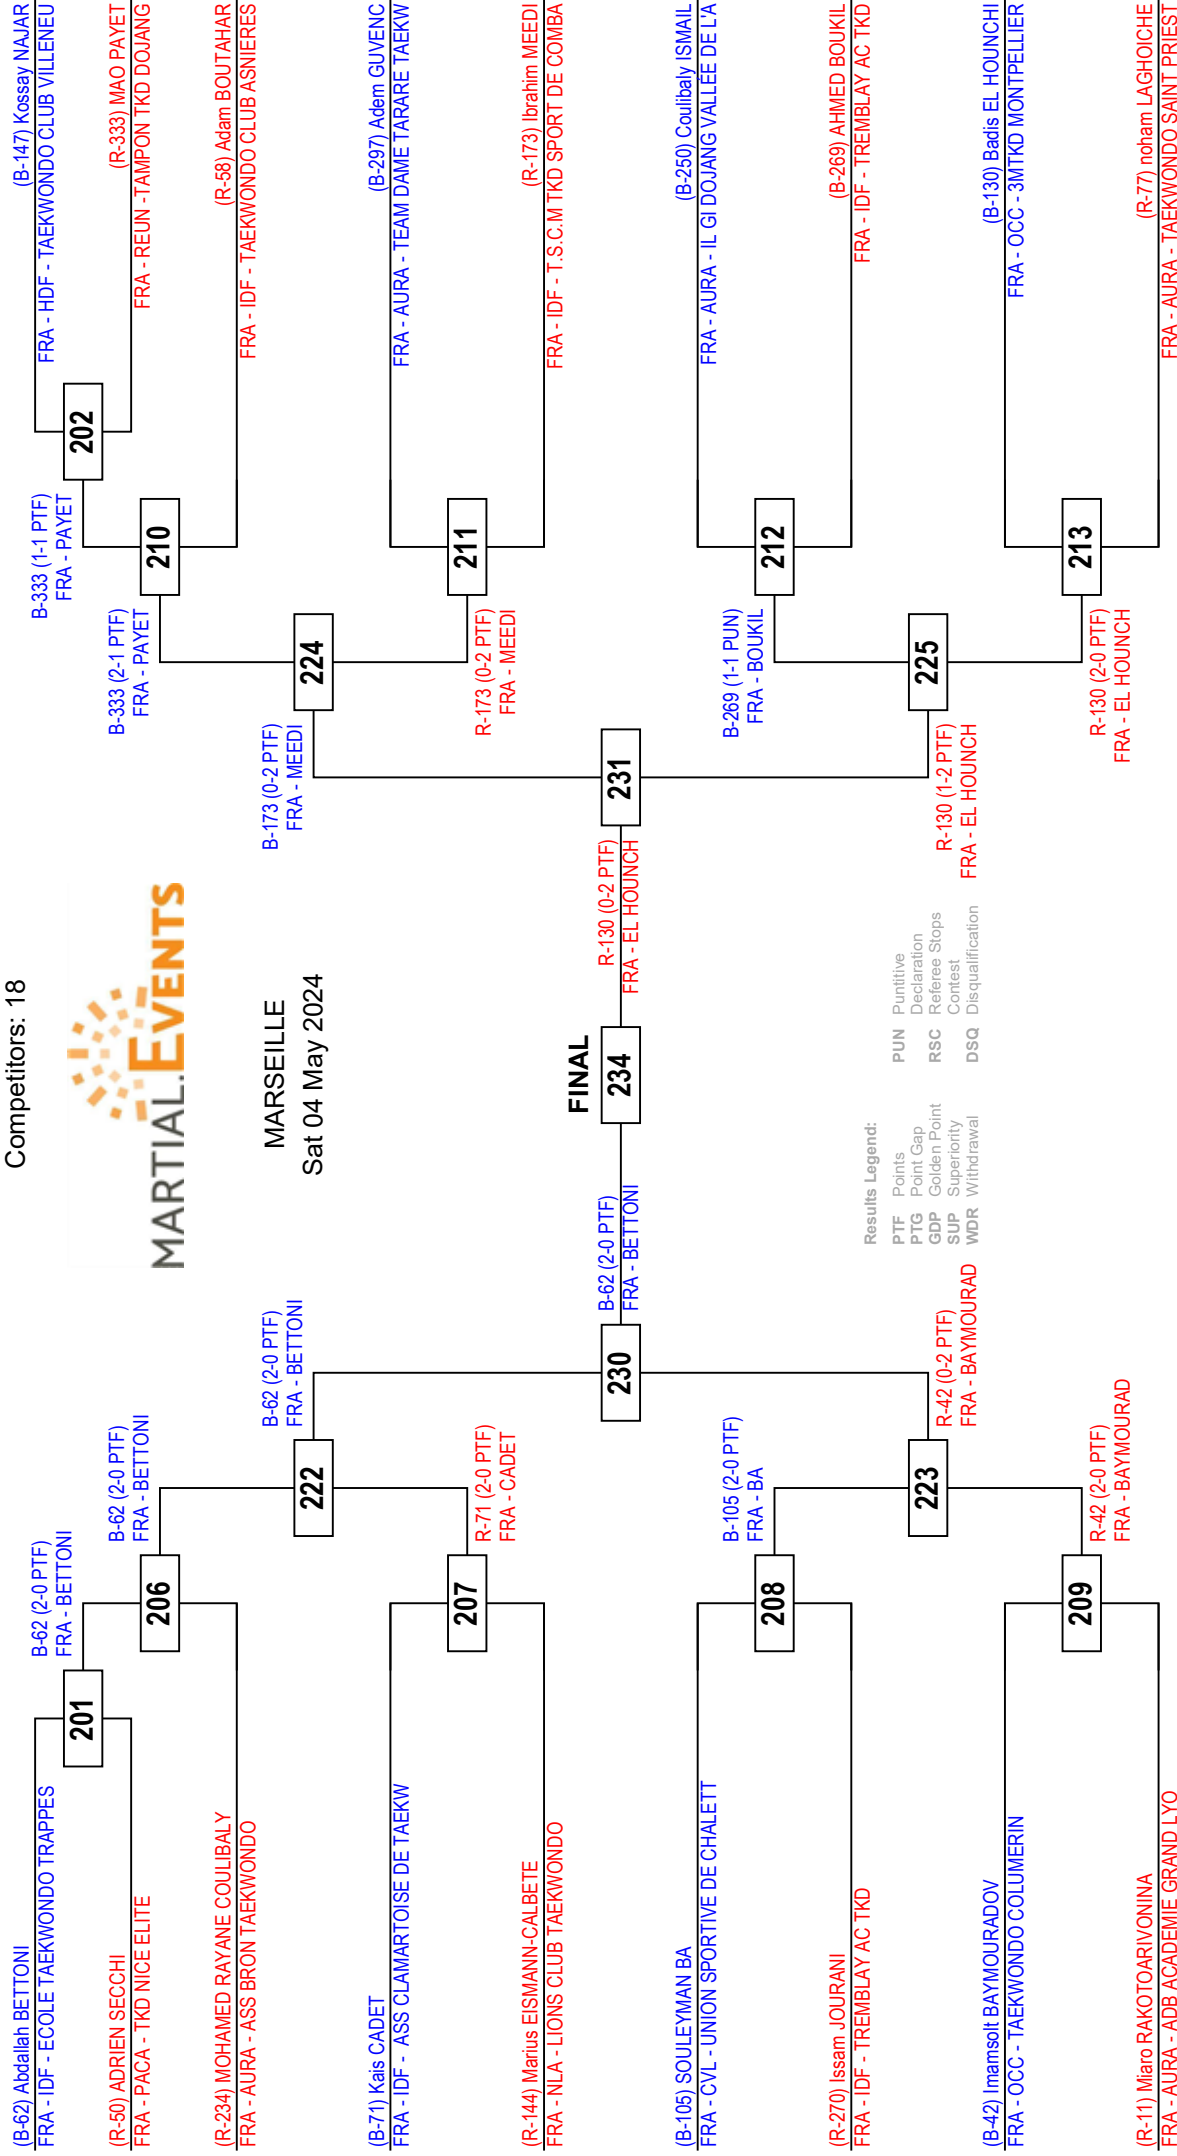 Competitors: 18
MARTIAL.EVENTS
MARSEILLE
Sat 04 May 2024
(B-62) Abdallah BETTONI
FRA - IDF - ECOLE TAEKWONDO TRAPPES
(R-50) ADRIEN SECCHI
FRA - PACA - TKD NICE ELITE
(R-234) MOHAMED RAYANE COULIBALY
FRA - AURA - ASS BRON TAEKWONDO
(B-71) Kais CADET
FRA - IDF - ASS CLAMARTOISE DE TAEKW
(R-144) Marius EISMANN-CALBETE
FRA - NLA - LIONS CLUB TAEKWONDO
(B-105) SOULEYMAN BA
FRA - CVL - UNION SPORTIVE DE CHALETT
(R-270) Issam JOURANI
FRA - IDF - TREMBLAY AC TKD
(B-42) Imamsolt BAYMOURADOV
FRA - OCC - TAEKWONDO COLUMERIN
(R-11) Miaro RAKOTOARIVONINA
FRA - AURA - ADB ACADEMIE GRAND LYO
201
B-62 (2-0 PTF)
FRA - BETTONI
206
B-62 (2-0 PTF)
FRA - BETTONI
207
R-71 (2-0 PTF)
FRA - CADET
208
B-105 (2-0 PTF)
FRA - BA
209
R-42 (2-0 PTF)
FRA - BAYMOURAD
222
B-62 (2-0 PTF)
FRA - BETTONI
223
R-42 (0-2 PTF)
FRA - BAYMOURAD
230
B-62 (2-0 PTF)
FRA - BETTONI
FINAL
234
R-130 (0-2 PTF)
FRA - EL HOUNCH
231
B-173 (0-2 PTF)
FRA - MEEDI
R-130 (1-2 PTF)
FRA - EL HOUNCH
224
225
B-333 (2-1 PTF)
FRA - PAYET
R-173 (0-2 PTF)
FRA - MEEDI
B-269 (1-1 PUN)
FRA - BOUKIL
R-130 (2-0 PTF)
FRA - EL HOUNCH
210
211
212
213
B-333 (1-1 PTF)
FRA - PAYET
202
(B-147) Kossay NAJAR
FRA - HDF - TAEKWONDO CLUB VILLENEU
(R-333) MAO PAYET
FRA - REUN -TAMPON TKD DOJANG
(R-58) Adam BOUTAHAR
FRA - IDF - TAEKWONDO CLUB ASNIERES
(B-297) Adem GUVENC
FRA - AURA - TEAM DAME TARARE TAEKW
(R-173) Ibrahim MEEDI
FRA - IDF - T.S.C.M TKD SPORT DE COMBA
(B-250) Coulibaly ISMAIL
FRA - AURA - IL GI DOJANG VALLÉE DE L'A
(B-269) AHMED BOUKIL
FRA - IDF - TREMBLAY AC TKD
(B-130) Badis EL HOUNCHI
FRA - OCC - 3MTKD MONTPELLIER
(R-77) noham LAGHOICHE
FRA - AURA - TAEKWONDO SAINT PRIEST
Results Legend:
PTF Points
PTG Point Gap
GDP Golden Point
SUP Superiority
WDR Withdrawal
PUN Puntitive
Declaration
RSC Referee Stops
Contest
DSQ Disqualification